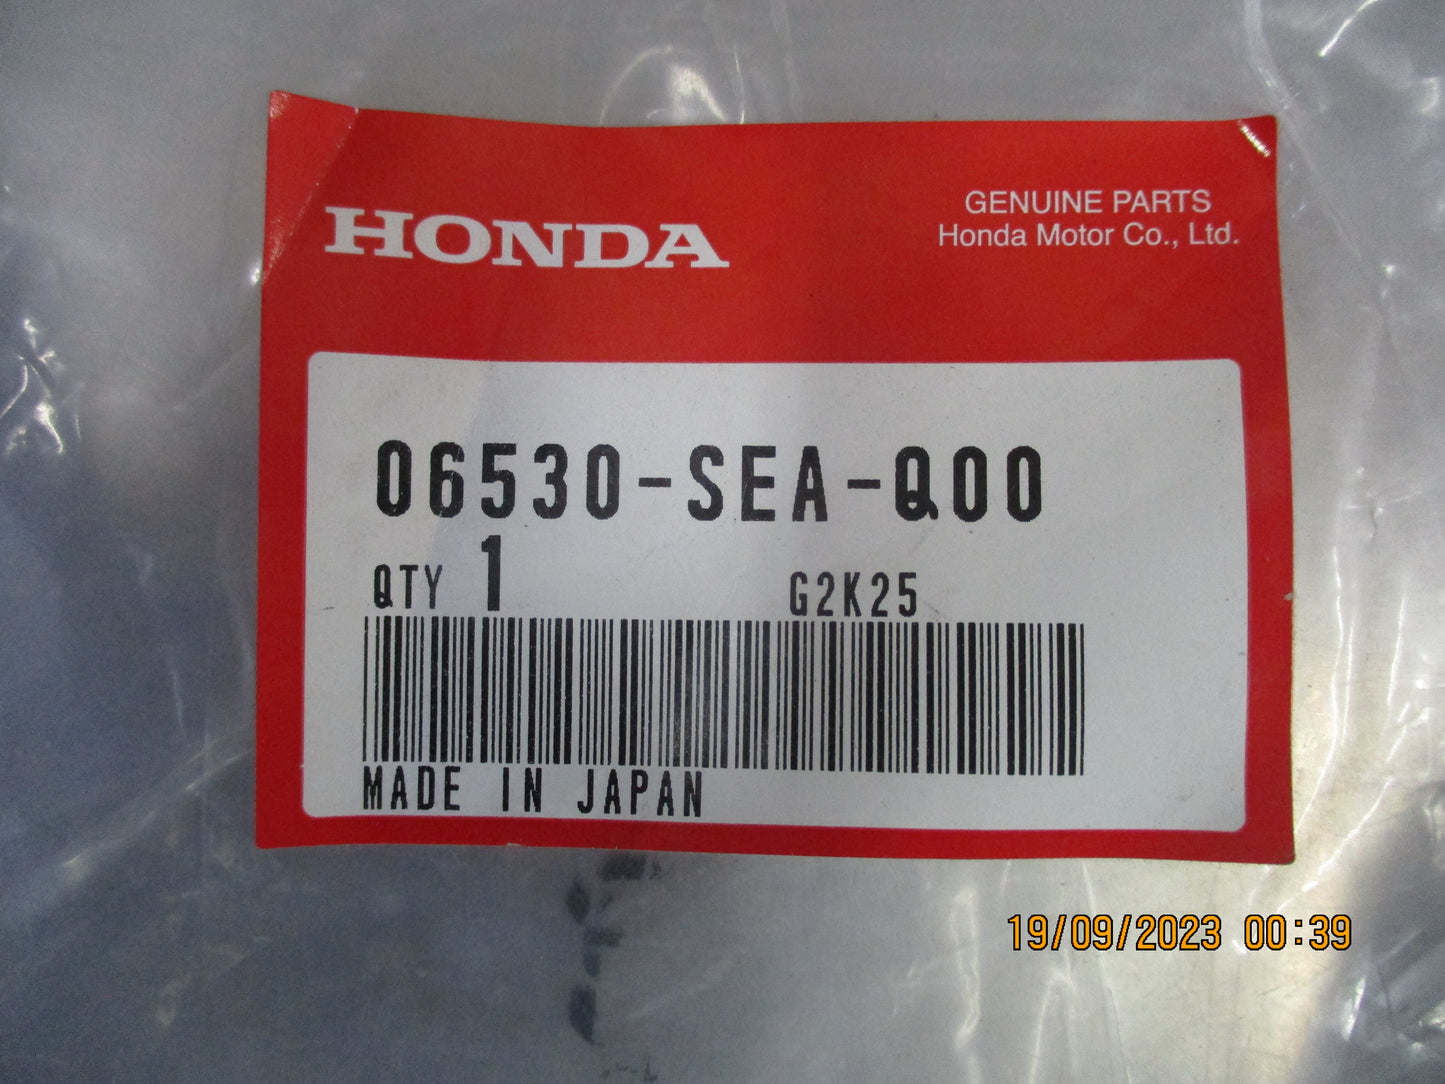 HONDA
GENUINE PARTS
Honda Motor Co., Ltd.
06530-SEA-Q00
QTY 1 G2K25
MADE IN JAPAN
19/09/2023 00:39